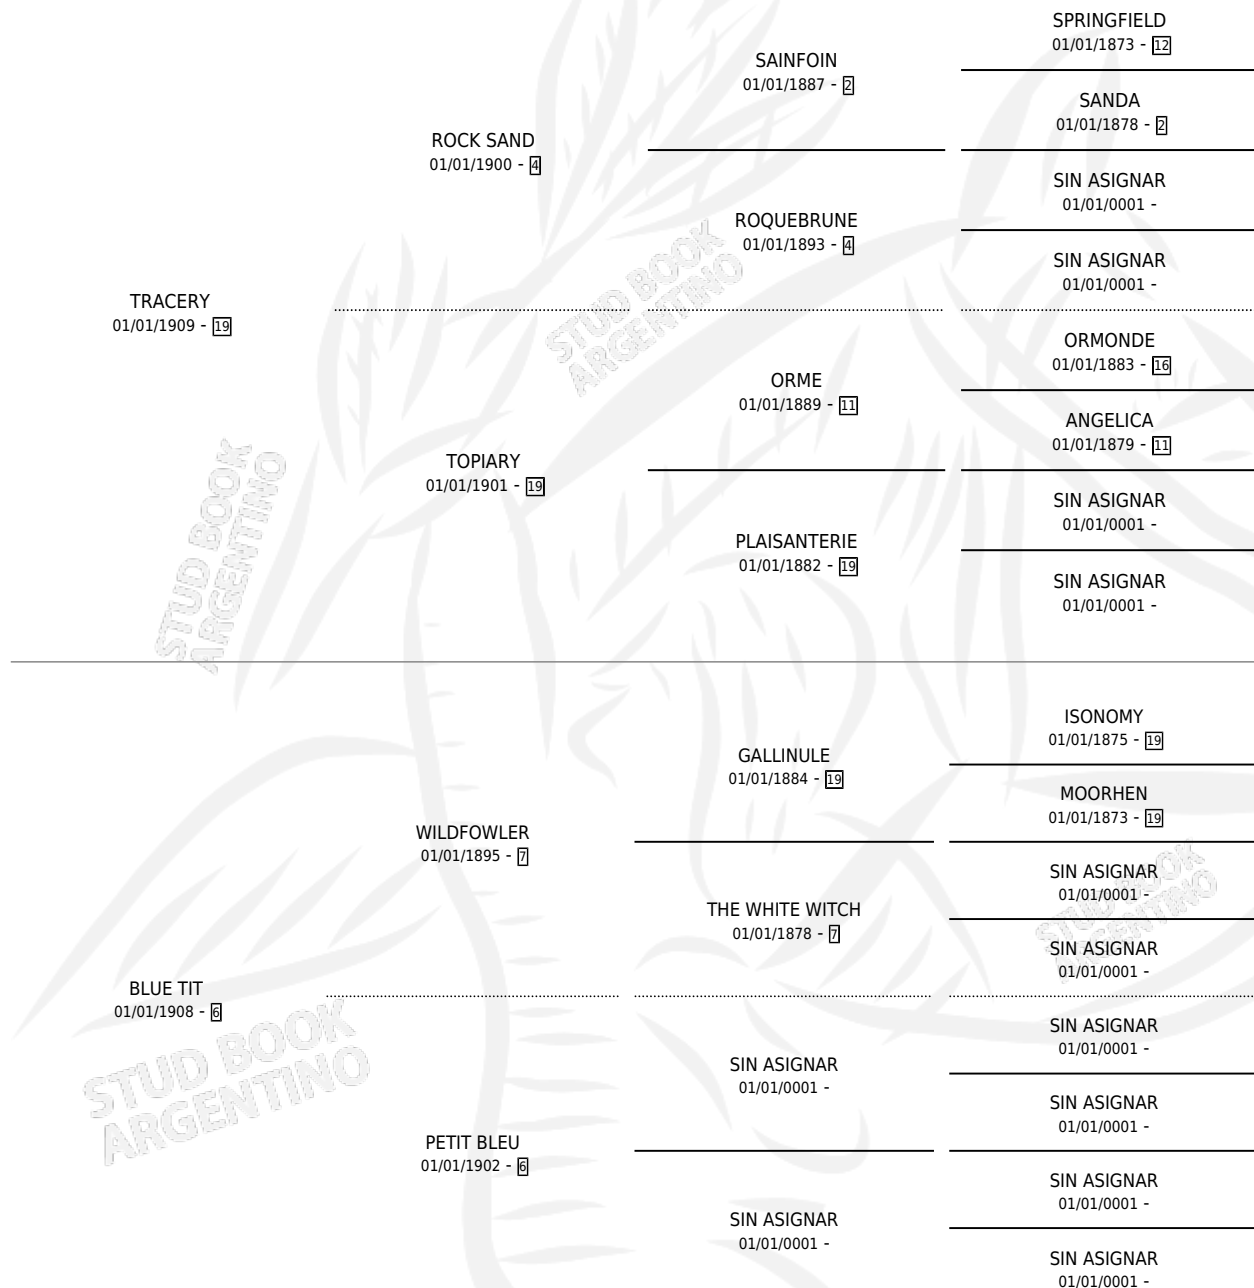 SPRINGFIELD
01/01/1873 - 12
SAINFOIN
01/01/1887 - 2
SANDA
01/01/1878 - 2
ROCK SAND
01/01/1900 - 4
SIN ASIGNAR
01/01/0001 -
ROQUEBRUNE
01/01/1893 - 4
SIN ASIGNAR
01/01/0001 -
TRACERY
01/01/1909 - 19
STUD BOOK
ARGENTINO
ORMONDE
01/01/1883 - 16
ORME
01/01/1889 - 11
ANGELICA
01/01/1879 - 11
TOPIARY
01/01/1901 - 19
SIN ASIGNAR
01/01/0001 -
PLAISANTERIE
01/01/1882 - 19
SIN ASIGNAR
01/01/0001 -
STUD BOOK
ARGENTINO
ISONOMY
01/01/1875 - 19
GALLINULE
01/01/1884 - 19
MOORHEN
01/01/1873 - 19
WILDFOWLER
01/01/1895 - 7
SIN ASIGNAR
01/01/0001 -
THE WHITE WITCH
01/01/1878 - 7
STUD BOOK
ARGENTINO
SIN ASIGNAR
01/01/0001 -
BLUE TIT
01/01/1908 - 6
STUD BOOK
ARGENTINO
SIN ASIGNAR
01/01/0001 -
SIN ASIGNAR
01/01/0001 -
SIN ASIGNAR
01/01/0001 -
PETIT BLEU
01/01/1902 - 6
SIN ASIGNAR
01/01/0001 -
SIN ASIGNAR
01/01/0001 -
SIN ASIGNAR
01/01/0001 -